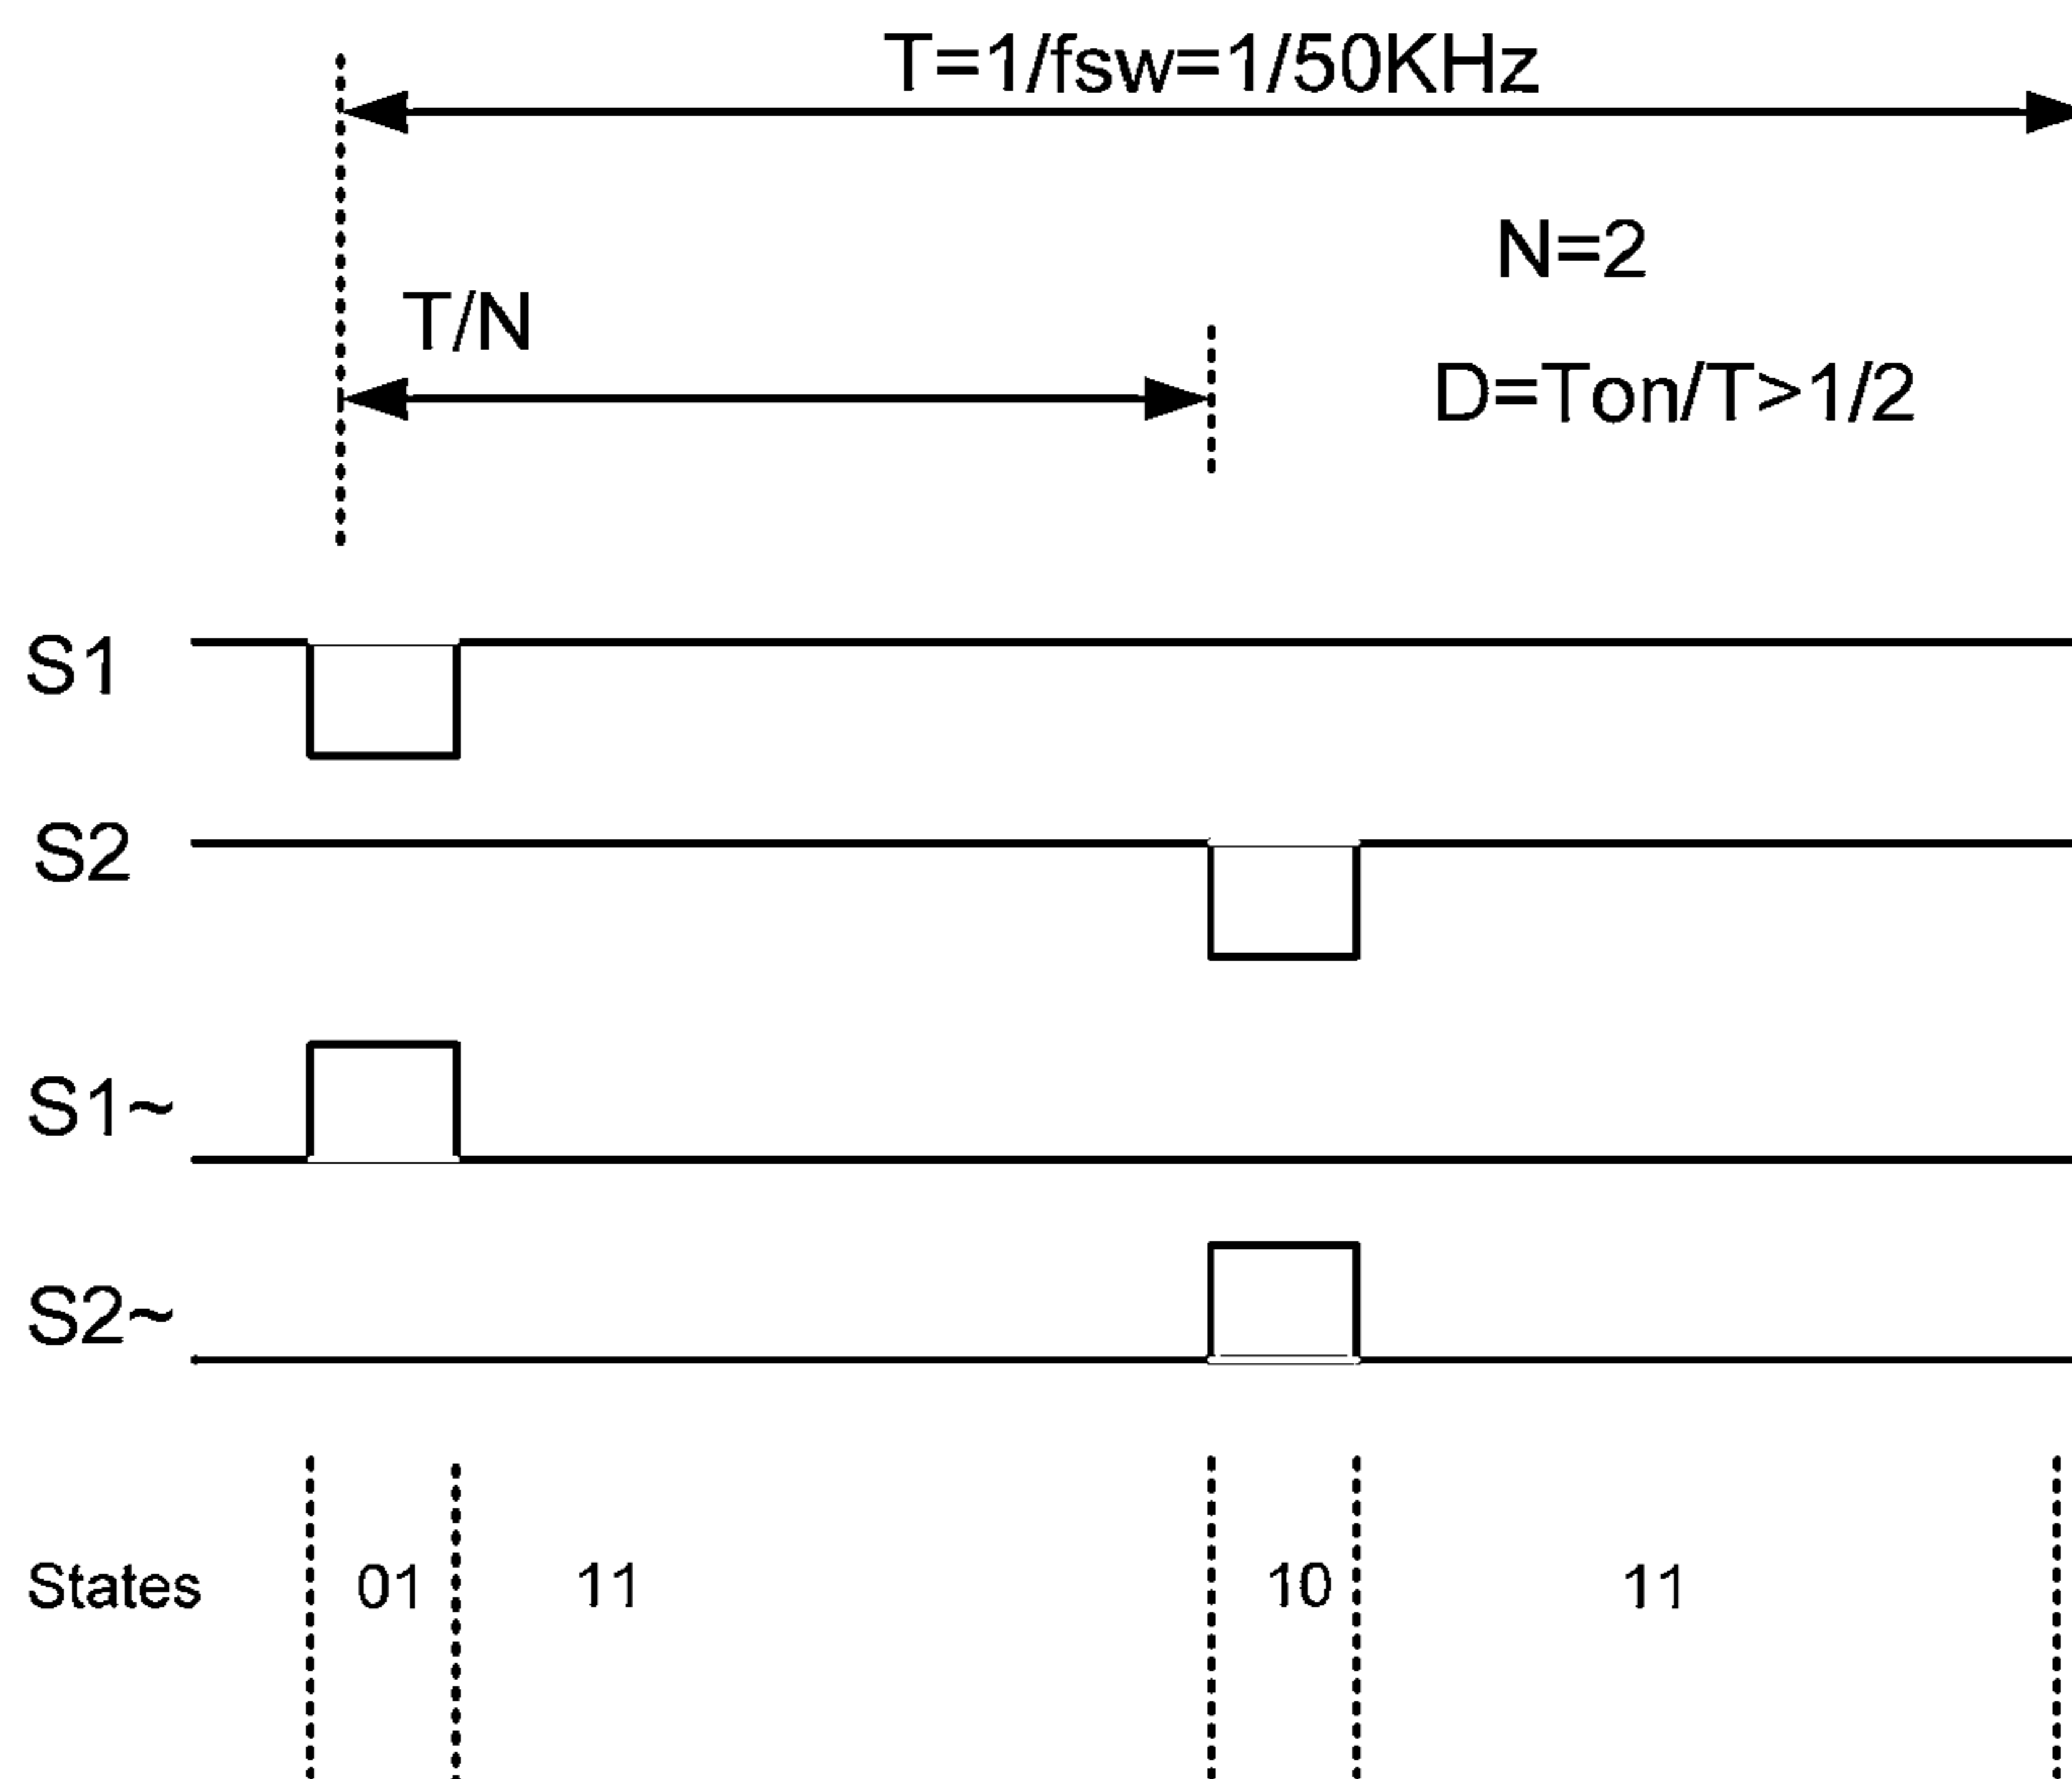 T=1/fsw=1/50KHz
N=2
T/N
D=Ton/T>1/2
S1
S2
S1~
S2~
States 01 11 10 11